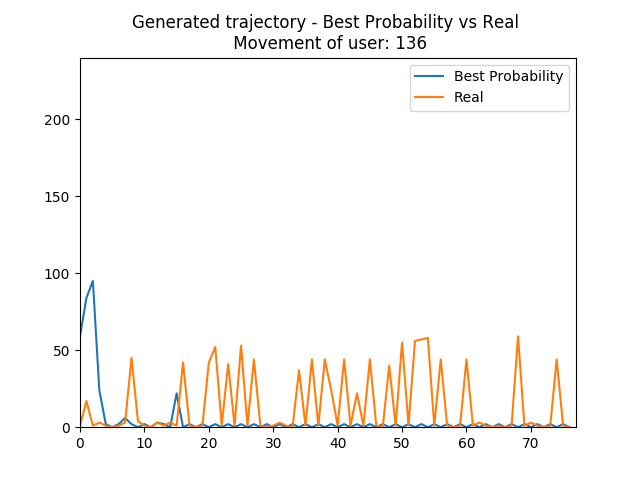 Generated trajectory - Best Probability vs Real
Movement of user: 136
Best Probability
Real
200
150
100
50
0
0 10 20 30 40 50 60 70